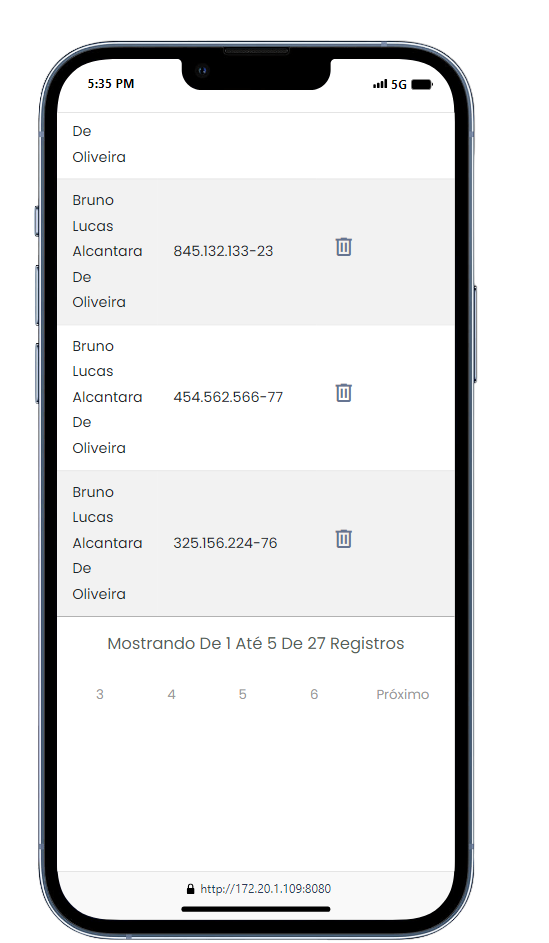 5:35 PM 5G
De
Oliveira
Bruno
Lucas
Alcantara 845.132.133-23
De
Oliveira
Bruno
Lucas
Alcantara 454.562.566-77
De
Oliveira
Bruno
Lucas
Alcantara 325.156.224-76
De
Oliveira
Mostrando De 1 Até 5 De 27 Registros
3 4 5 6 Próximo
http://172.20.1.109:8080